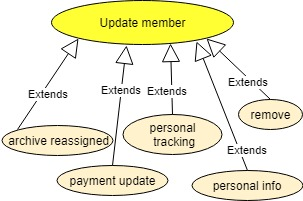 Update member
Extends
Extends
Extends
Extends
remove
archive reassigned
personal
tracking
Extends
payment update
personal info